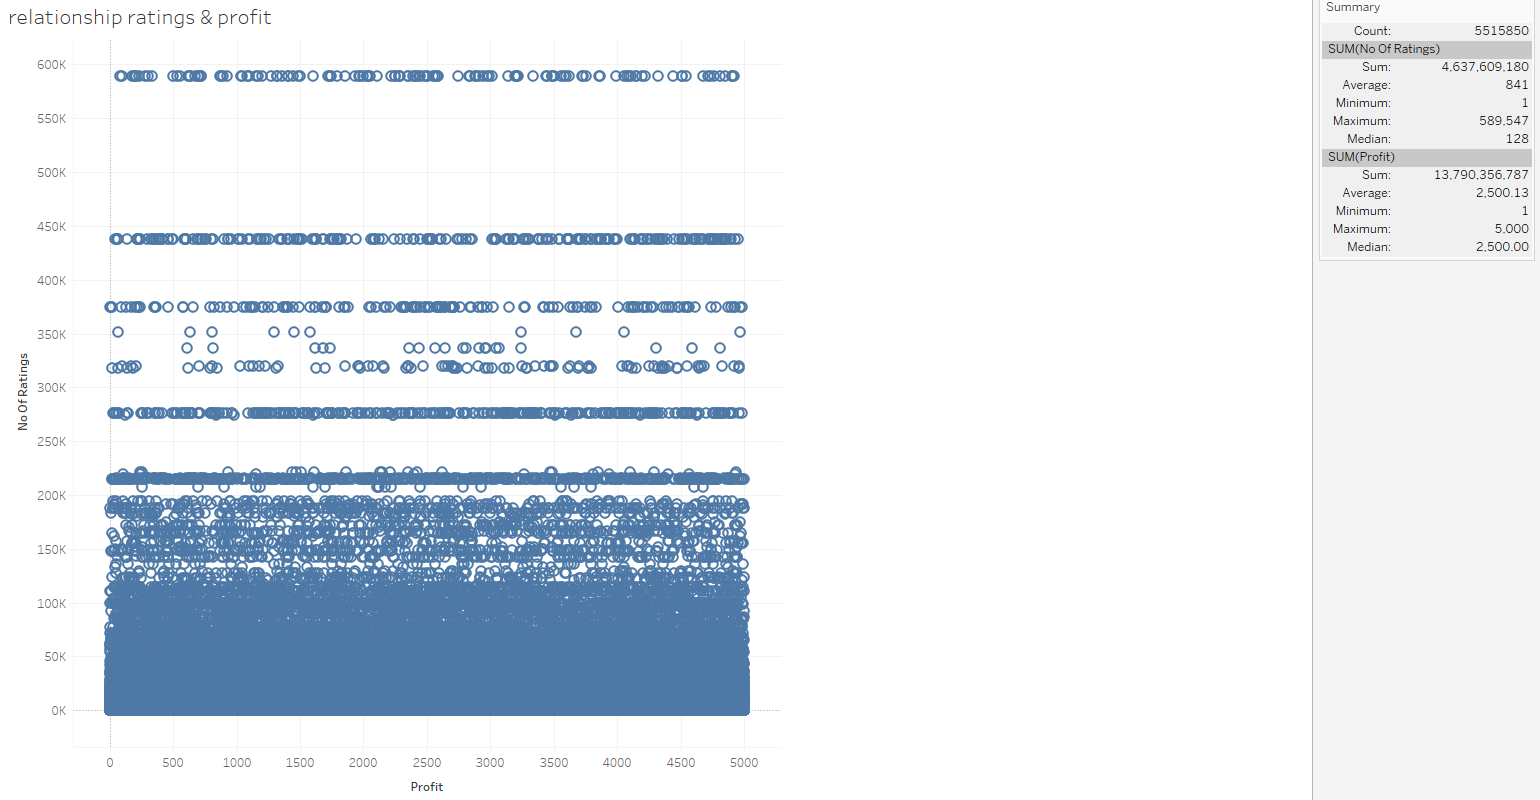 relationship ratings & profit
600K
550K
500K
450K
400K
350K
300K
250K
200K
150K
100K
50K
0K
No Of Ratings
0 500 1000 1500 2000 2500 3000 3500 4000 4500 5000
Profit
Summary
Count: 5515850
SUM(No Of Ratings)
Sum: 4,637,609,180
Average: 841
Minimum: 1
Maximum: 589,547
Median: 128
SUM(Profit)
Sum: 13,790,356,787
Average: 2,500.13
Minimum: 1
Maximum: 5,000
Median: 2,500.00